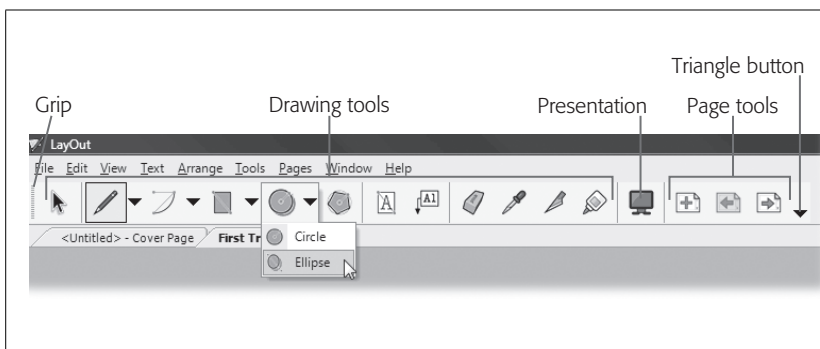 Triangle button
Grip Drawing tools Presentation Page tools
LayOut
File Edit View Text Arrange Tools Pages Window Help
A A1
<Untitled> - Cover Page First Tr
Circle
Ellipse